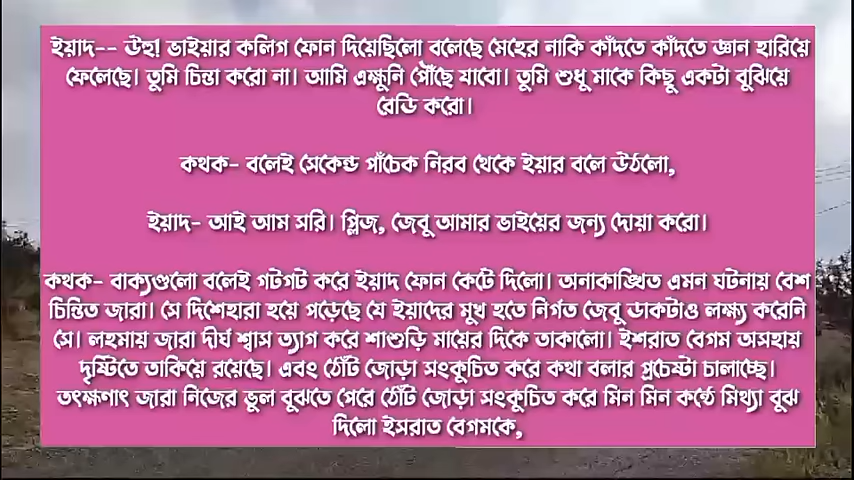 ইয়াদ-- উহু! ভাইয়ার কলিগ ফোন দিয়েছিলো বলেছে মেহের নাকি কাঁদতে কাঁদতে জ্ঞান হারিয়ে
ফেলেছে। তুমি চিন্তা করো না। আমি এক্ষুনি পৌঁছে যাবো। তুমি শুধু মাকে কিছু একটা বুঝিয়ে
রেডি করো।
কথক- বলেই সেকেন্ড পাঁচেক নিরব থেকে ইয়ার বলে উঠলো,
ইয়াদ- আই আম সরি। প্লিজ, জেবু আমার ভাইয়ের জন্য দোয়া করো।
কথক- বাক্যগুলো বলেই গটগট করে ইয়াদ ফোন কেটে দিলো। অনাকাঙ্খিত এমন ঘটনায় বেশ
চিন্তিত জারা। সে দিশেহারা হয়ে পড়েছে যে ইয়াদের মুখ হতে নির্গত জেবু ডাকটাও লক্ষ্য করেনি
সে। লহমায় জারা দীর্ঘ শ্বাস ত্যাগ করে শাশুড়ি মায়ের দিকে তাকালো। ইশরাত বেগম অসহায়
দৃষ্টিতে তাকিয়ে রয়েছে। এবং ঠোঁট জোড়া সংকুচিত করে কথা বলার প্রচেষ্টা চালাচ্ছে।
তৎক্ষণাৎ জারা নিজের ভুল বুঝতে পেরে ঠোঁট জোড়া সংকুচিত করে মিন মিন কন্ঠে মিথ্যা বুঝ
দিলো ইসরাত বেগমকে,